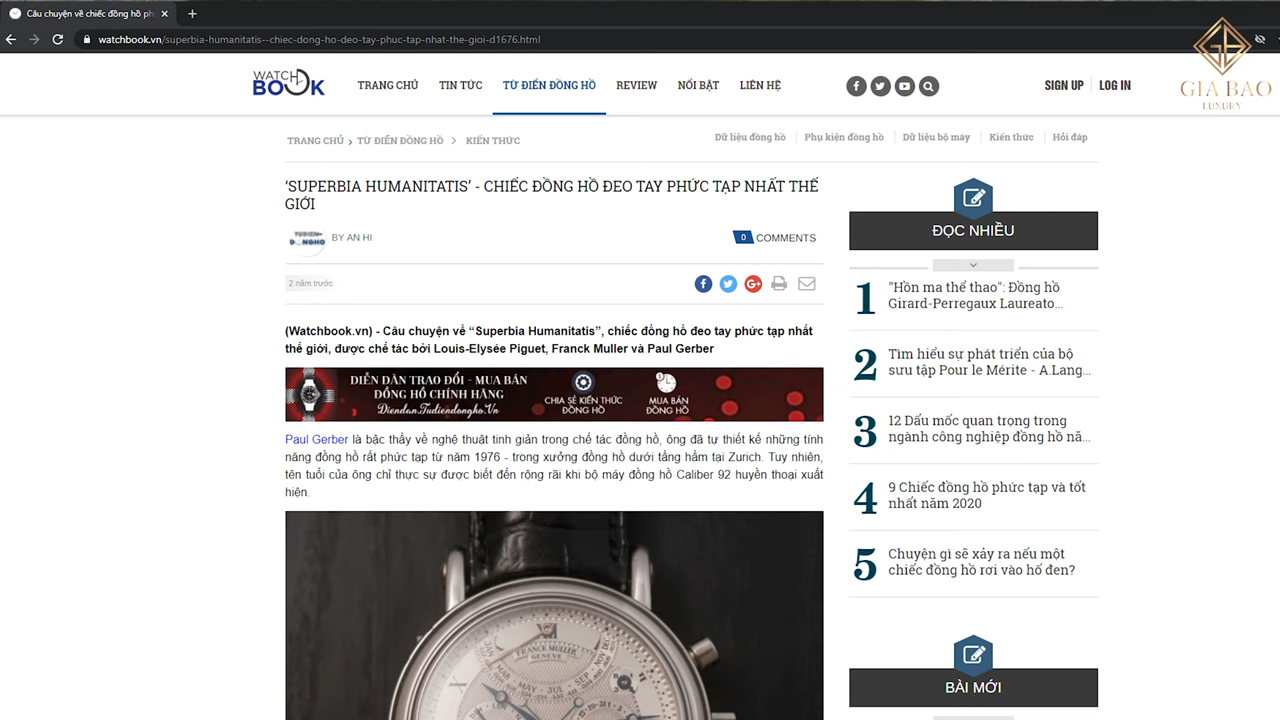 Câu chuyện về chiếc đồng hồ ph
watchbook.vn/superbia-humanitatis--chiec-dong-ho-deo-tay-phuc-tap-nhat-the-gioi-d1676.html
GIA BAO
LUXURY
WATCH
BOOK
TRANG CHỦ TIN TỨC TỪ ĐIỂN ĐỒNG HỒ REVIEW NỔI BẬT LIÊN HỆ
SIGN UP LOG IN
TRANG CHỦ TỪ ĐIỂN ĐỒNG HỒ KIẾN THỨC
Dữ liệu đồng hồ Phụ kiện đồng hồ Dữ liệu bộ máy Kiến thức Hỏi đáp
‘SUPERBIA HUMANITATIS’ - CHIẾC ĐỒNG HỒ ĐEO TAY PHỨC TẠP NHẤT THẾ
GIỚI
TUDIEN
DONGHO
BY AN HI
0 COMMENTS
2 năm trước
(Watchbook.vn) - Câu chuyện về “Superbia Humanitatis”, chiếc đồng hồ đeo tay phức tạp nhất
thế giới, được chế tác bởi Louis-Elysée Piguet, Franck Muller và Paul Gerber
DIỄN ĐÀN TRAO ĐỔI - MUA BÁN
ĐỒNG HỒ CHÍNH HÃNG
Diendan.Tudiendongho.Vn
CHIA SẺ KIẾN THỨC
ĐỒNG HỒ
MUA BÁN
ĐỒNG HỒ
Paul Gerber là bậc thầy về nghệ thuật tinh giản trong chế tác đồng hồ, ông đã tự thiết kế những tính
năng đồng hồ rất phức tạp từ năm 1976 - trong xưởng đồng hồ dưới tầng hầm tại Zurich. Tuy nhiên,
tên tuổi của ông chỉ thực sự được biết đến rộng rãi khi bộ máy đồng hồ Caliber 92 huyền thoại xuất
hiện.
FRANCK MULLER
GENEVE
JAN
MAR
MAY
JUL
SEP
NOV
DEC
ĐỌC NHIỀU
1 "Hồn ma thể thao": Đồng hồ
Girard-Perregaux Laureato...
2 Tìm hiểu sự phát triển của bộ
sưu tập Pour le Mérite - A.Lang...
3 12 Dấu mốc quan trọng trong
ngành công nghiệp đồng hồ nă...
4 9 Chiếc đồng hồ phức tạp và tốt
nhất năm 2020
5 Chuyện gì sẽ xảy ra nếu một
chiếc đồng hồ rơi vào hố đen?
BÀI MỚI